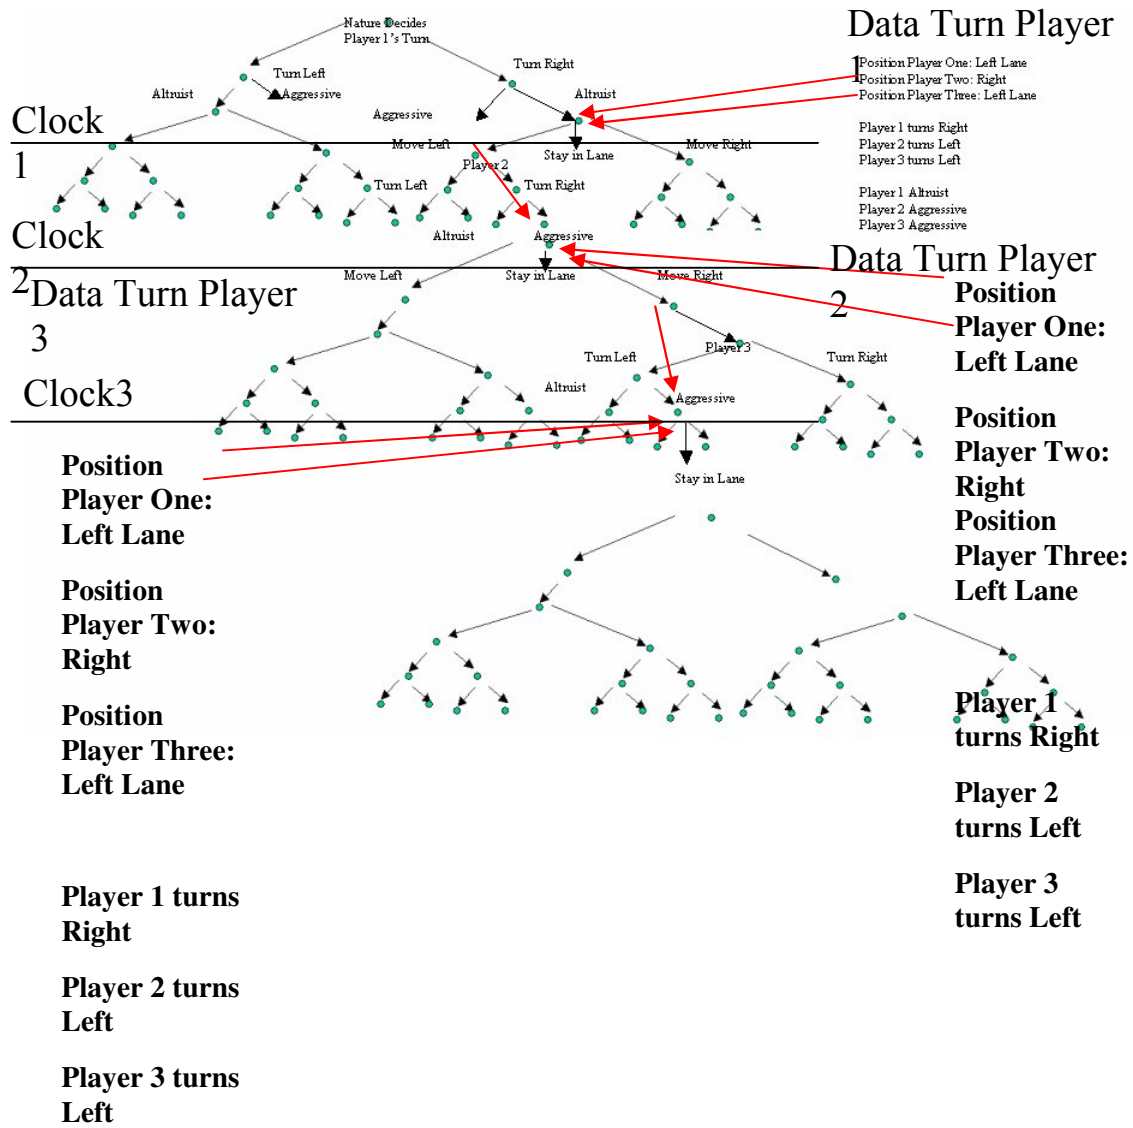 Nature Decides
Player 1's Turn
Data Turn Player
1
Position Player One: Left Lane
Position Player Two: Right
Position Player Three: Left Lane
Player 1 turns Right
Player 2 turns Left
Player 3 turns Left
Player 1 Altruist
Player 2 Aggressive
Player 3 Aggressive
Turn Left
Turn Right
Altruist
Aggressive
Aggressive
Altruist
Clock
1
Move Left
Stay in Lane
Move Right
Player 2
Turn Left
Turn Right
Clock
2
Altruist
Aggressive
Move Left
Stay in Lane
Move Right
Data Turn Player
2
Data Turn Player
3
Player 3
Turn Left
Turn Right
Altruist
Aggressive
Clock3
Stay in Lane
Position
Player One:
Left Lane
Position
Player Two:
Right
Position
Player Three:
Left Lane
Player 1
turns Right
Player 2
turns Left
Player 3
turns Left
Position
Player One:
Left Lane
Position
Player Two:
Right
Position
Player Three:
Left Lane
Player 1 turns
Right
Player 2 turns
Left
Player 3 turns
Left